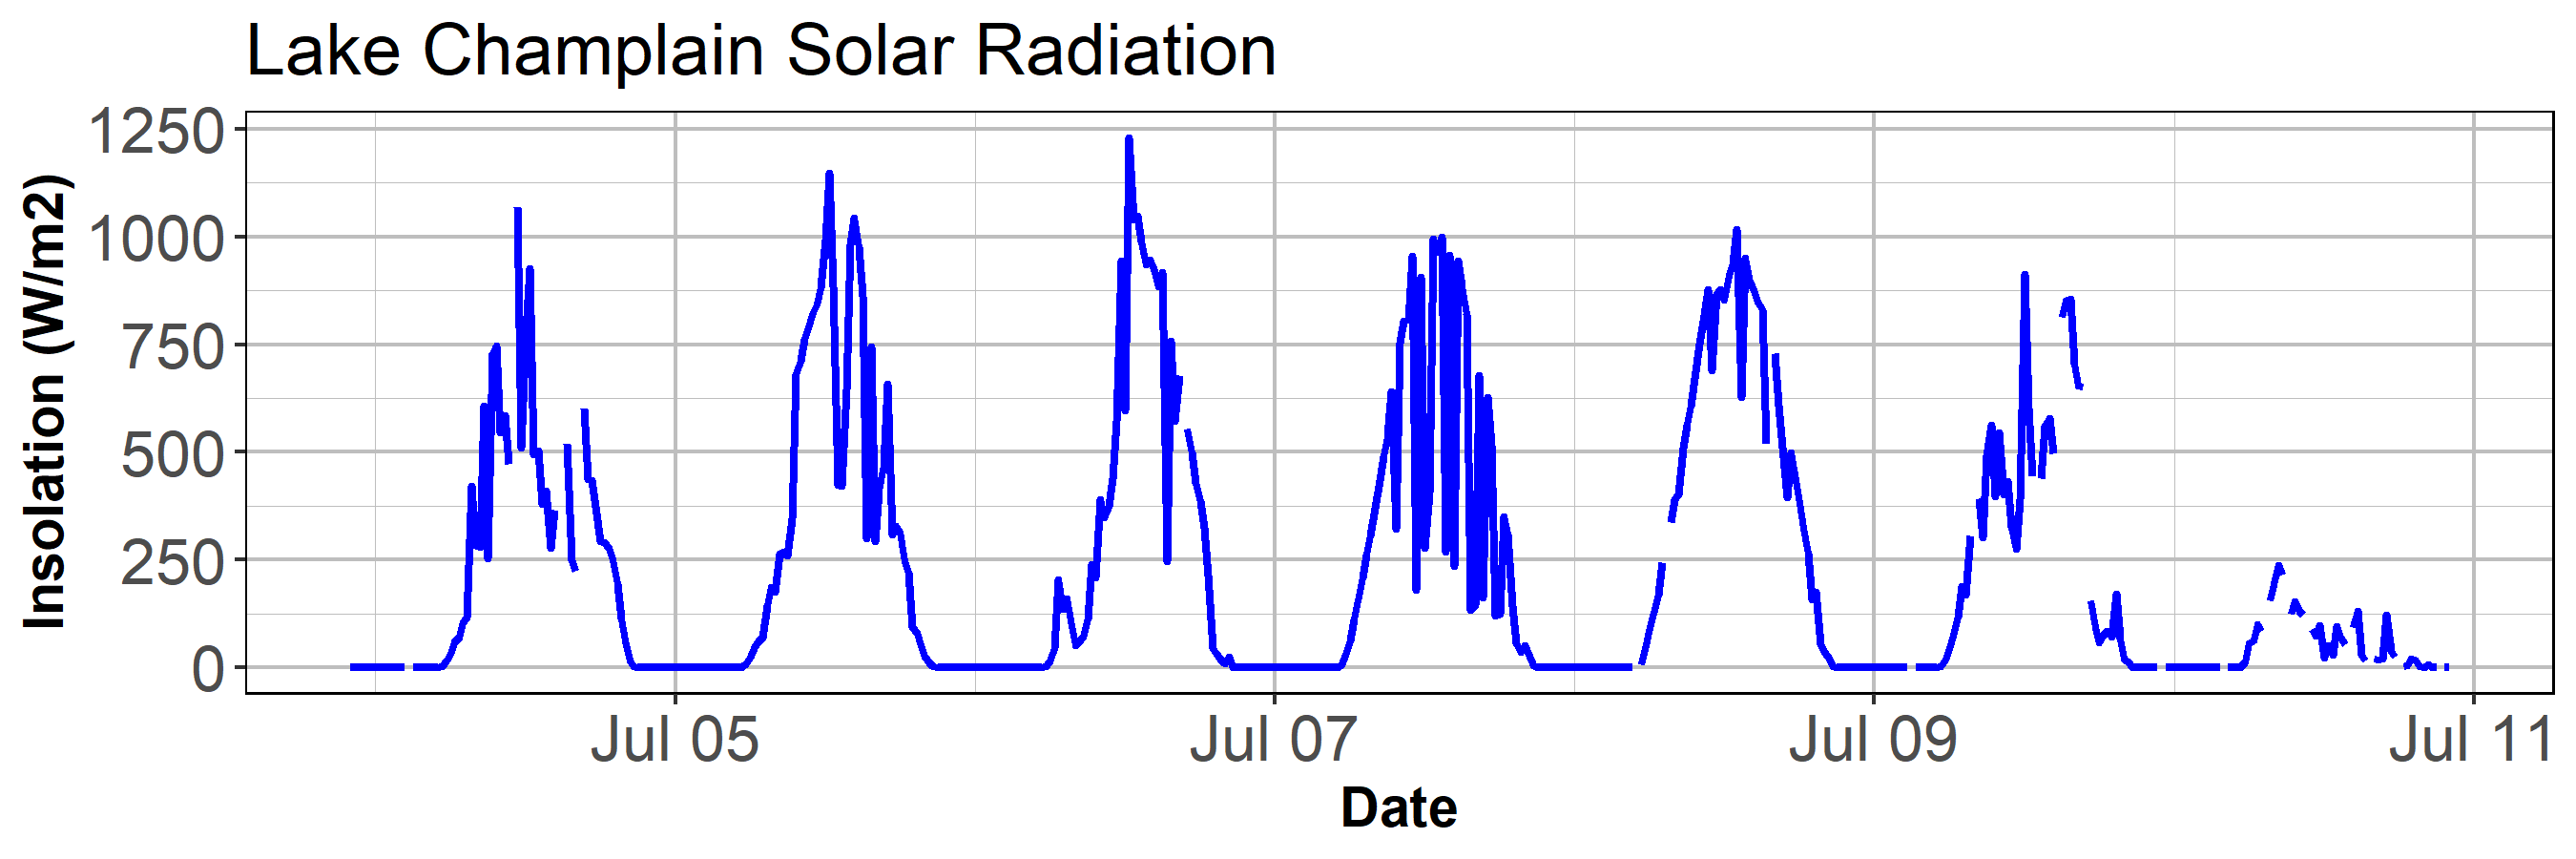 Lake Champlain Solar Radiation
Insolation (W/m2)
1250
1000
750
500
250
0
Jul 05
Jul 07
Jul 09
Jul 11
Date